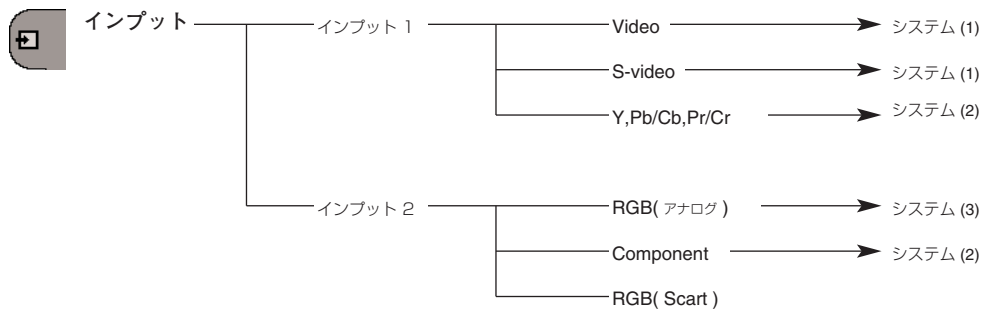 インプット
インプット 1
Video
システム (1)
S-video
システム (1)
Y,Pb/Cb,Pr/Cr
システム (2)
インプット 2
RGB( アナログ )
システム (3)
Component
システム (2)
RGB( Scart )